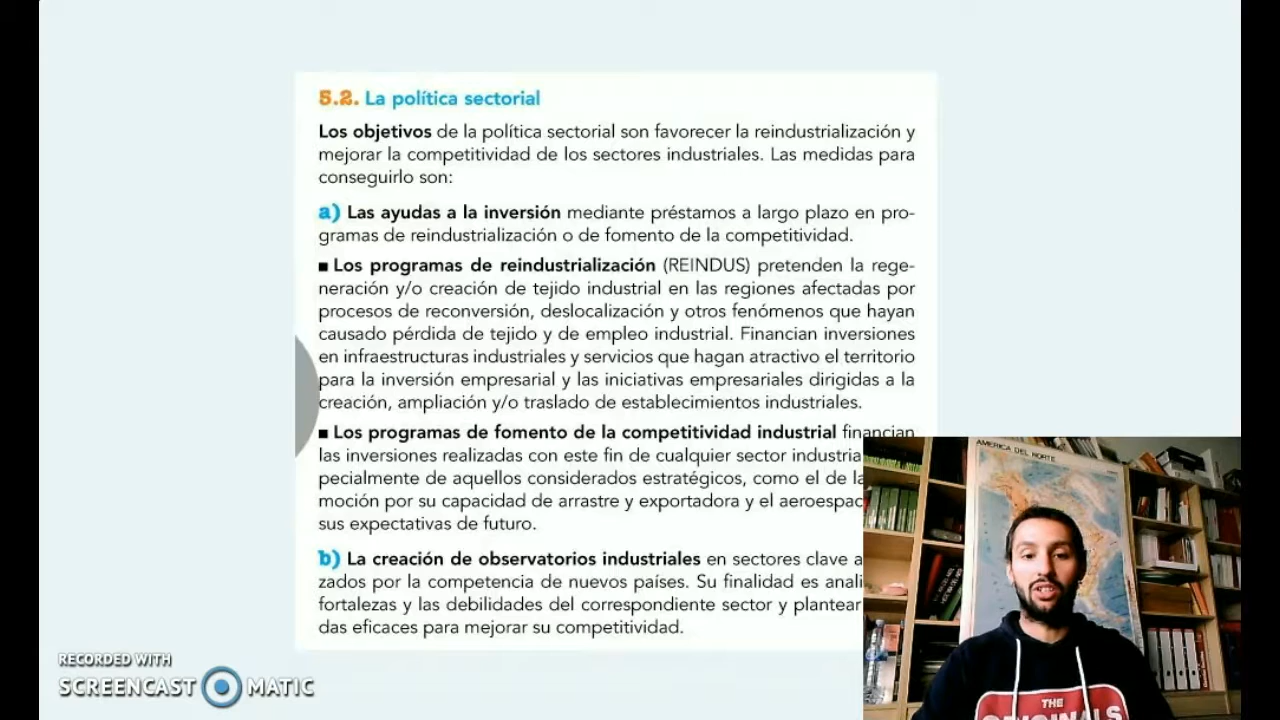 5.2. La política sectorial
Los objetivos de la política sectorial son favorecer la reindustrialización y
mejorar la competitividad de los sectores industriales. Las medidas para
conseguirlo son:
a) Las ayudas a la inversión mediante préstamos a largo plazo en pro-
gramas de reindustrialización o de fomento de la competitividad.
■ Los programas de reindustrialización (REINDUS) pretenden la rege-
neración y/o creación de tejido industrial en las regiones afectadas por
procesos de reconversión, deslocalización y otros fenómenos que hayan
causado pérdida de tejido y de empleo industrial. Financian inversiones
en infraestructuras industriales y servicios que hagan atractivo el territorio
para la inversión empresarial y las iniciativas empresariales dirigidas a la
creación, ampliación y/o traslado de establecimientos industriales.
■ Los programas de fomento de la competitividad industrial financian
las inversiones realizadas con este fin de cualquier sector industria
pecialmente de aquellos considerados estratégicos, como el de la
moción por su capacidad de arrastre y exportadora y el aeroespac
sus expectativas de futuro.
b) La creación de observatorios industriales en sectores clave a
zados por la competencia de nuevos países. Su finalidad es anali
fortalezas y las debilidades del correspondiente sector y plantear
das eficaces para mejorar su competitividad.
AMERICA DEL NORTE
THE
ORIGINALS
RECORDED WITH
SCREENCAST MATIC